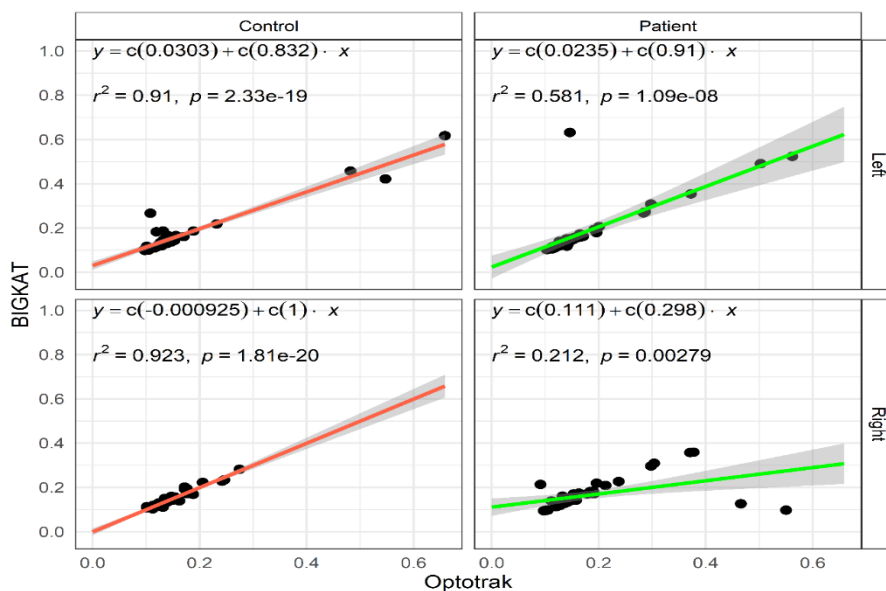 Control
Patient
y = c(0.0303) + c(0.832) · x
r² = 0.91, p = 2.33e-19
y = c(0.0235) + c(0.91) · x
r² = 0.581, p = 1.09e-08
Left
1.0
0.8
0.6
0.4
0.2
0.0
BIGKAT
y = c(-0.000925) + c(1) · x
r² = 0.923, p = 1.81e-20
y = c(0.111) + c(0.298) · x
r² = 0.212, p = 0.00279
Right
1.0
0.8
0.6
0.4
0.2
0.0
0.0 0.2 0.4 0.6
0.0 0.2 0.4 0.6
Optotrak